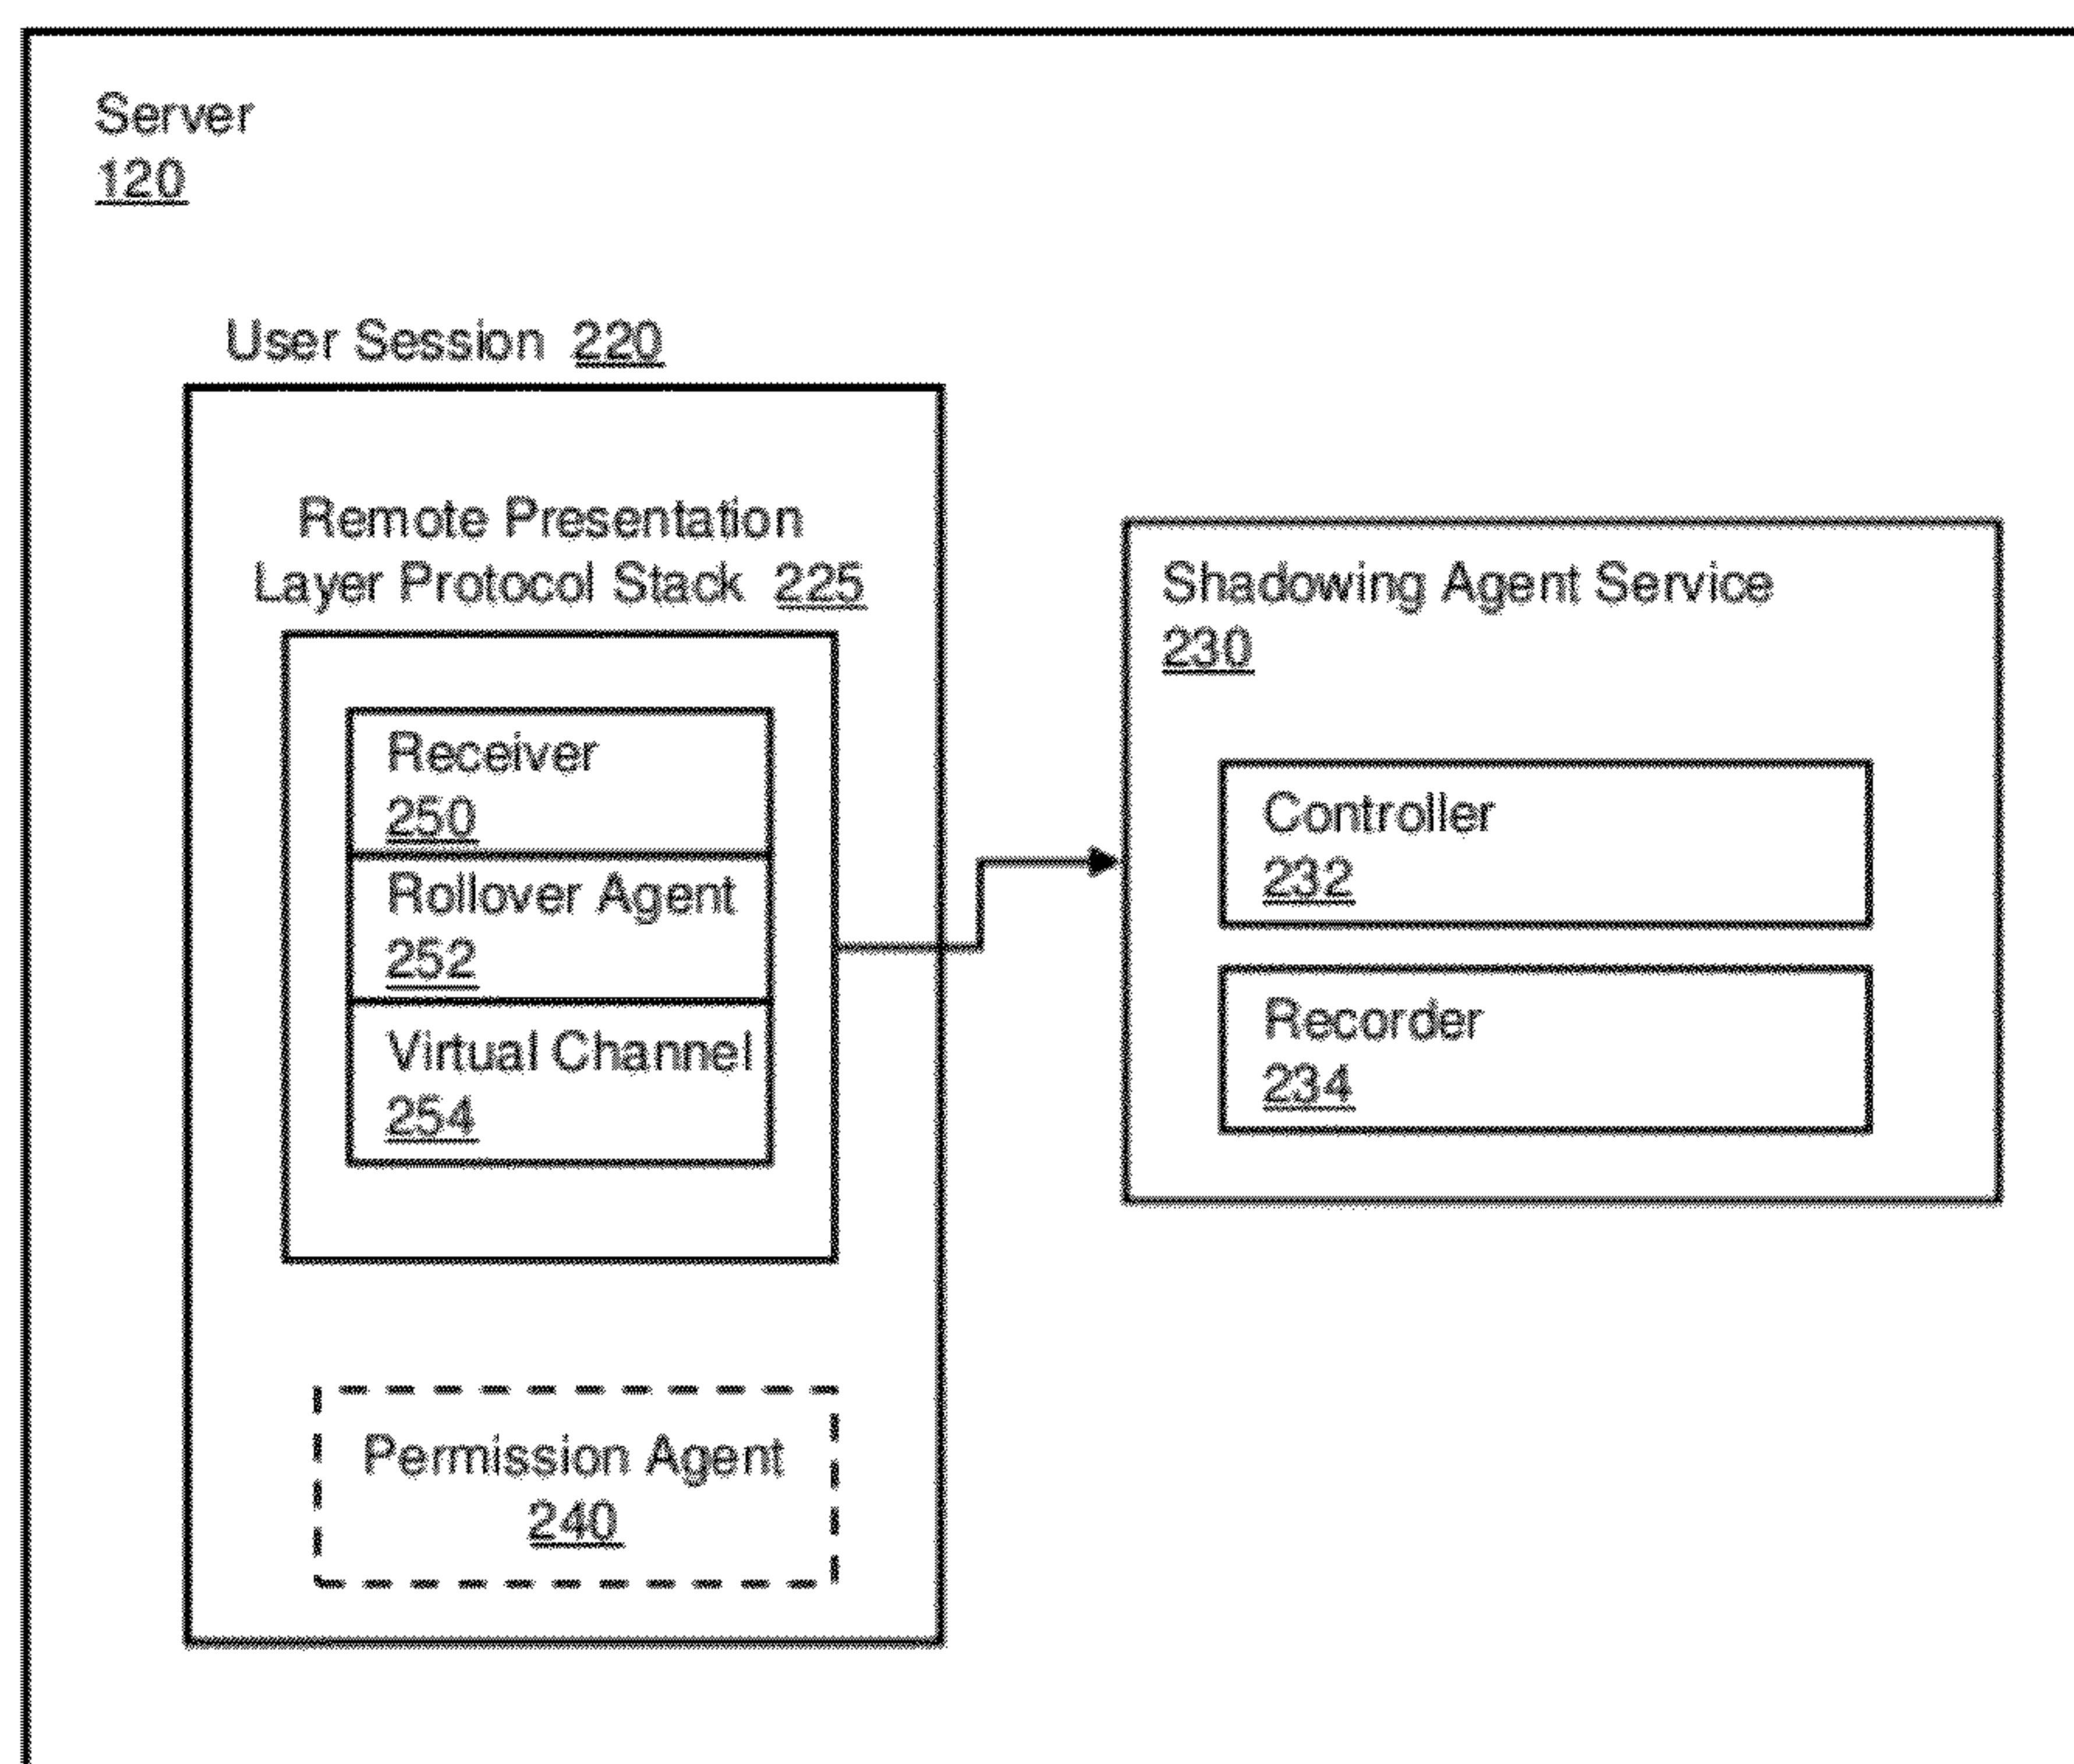 Server
120
User Session 220
Remote Presentation
Layer Protocol Stack 225
Receiver
250
Rollover Agent
252
Virtual Channel
254
Permission Agent
240
Shadowing Agent Service
230
Controller
232
Recorder
234